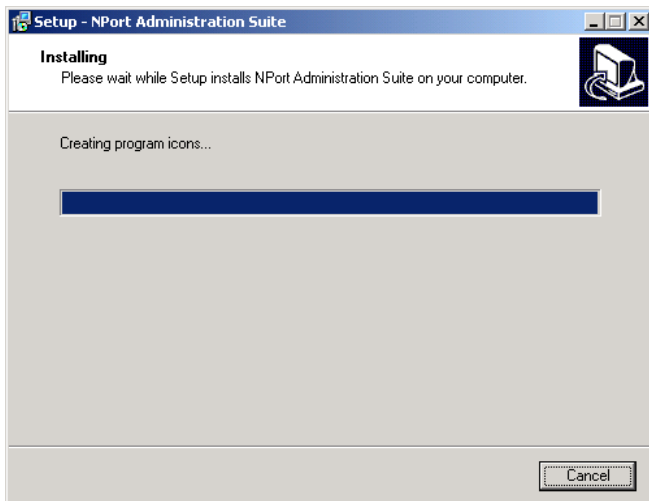 Setup - NPort Administration Suite
Installing
Please wait while Setup installs NPort Administration Suite on your computer.
Creating program icons...
Cancel